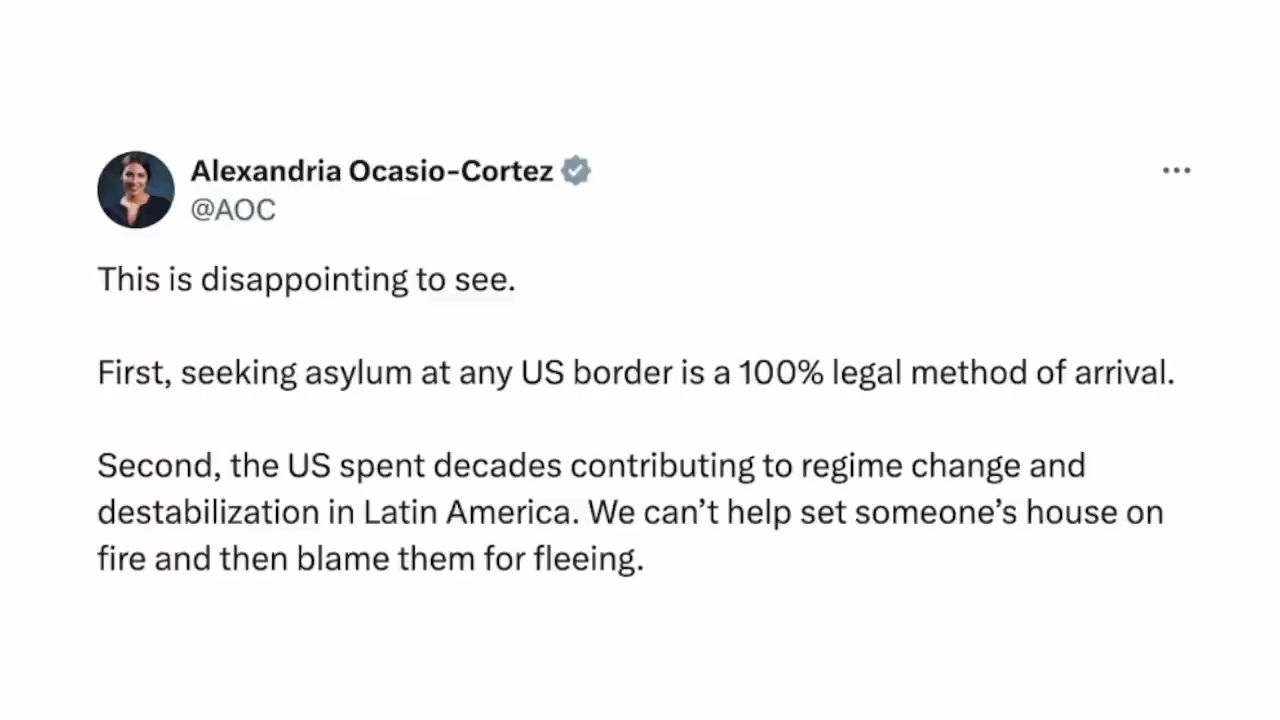 Alexandria Ocasio-Cortez
@AOC
This is disappointing to see.
First, seeking asylum at any US border is a 100% legal method of arrival.
Second, the US spent decades contributing to regime change and
destabilization in Latin America. We can’t help set someone’s house on
fire and then blame them for fleeing.